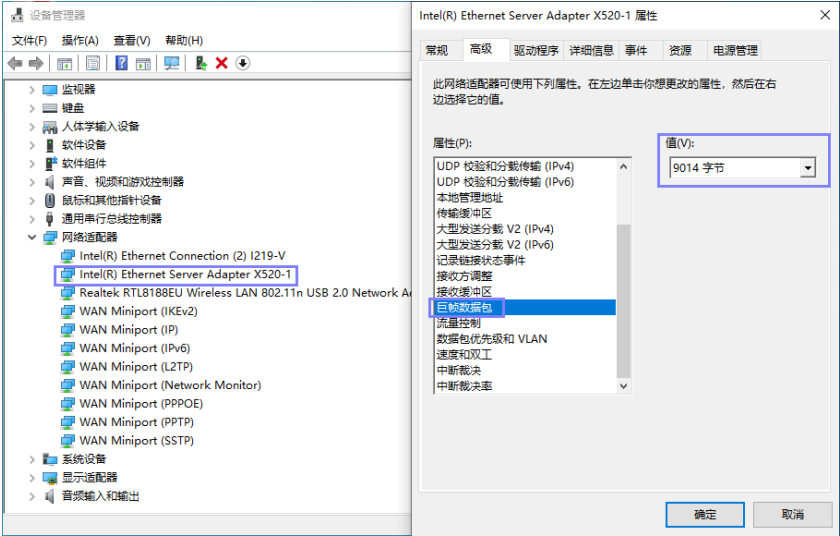 设备管理器
文件(F) 操作(A) 查看(V) 帮助(H)
监视器
键盘
人体学输入设备
软件设备
软件组件
声音、视频和游戏控制器
鼠标和其他指针设备
通用串行总线控制器
网络适配器
Intel(R) Ethernet Connection (2) I219-V
Intel(R) Ethernet Server Adapter X520-1
Realtek RTL8188EU Wireless LAN 802.11n USB 2.0 Network Ad
WAN Miniport (IKEv2)
WAN Miniport (IP)
WAN Miniport (IPv6)
WAN Miniport (L2TP)
WAN Miniport (Network Monitor)
WAN Miniport (PPPOE)
WAN Miniport (PPTP)
WAN Miniport (SSTP)
系统设备
显示适配器
音频输入和输出
Intel(R) Ethernet Server Adapter X520-1 属性
常规 高级 驱动程序 详细信息 事件 资源 电源管理
此网络适配器可使用下列属性。在左边单击你想更改的属性，然后在右
边选择它的值。
属性(P):
UDP 校验和分载传输 (IPv4)
UDP 校验和分载传输 (IPv6)
本地管理地址
传输缓冲区
大型发送分载 V2 (IPv4)
大型发送分载 V2 (IPv6)
记录链接状态事件
接收方调整
接收缓冲区
巨帧数据包
流量控制
数据包优先级和 VLAN
速度和双工
中断裁决
中断裁决率
值(V):
9014 字节
确定 取消